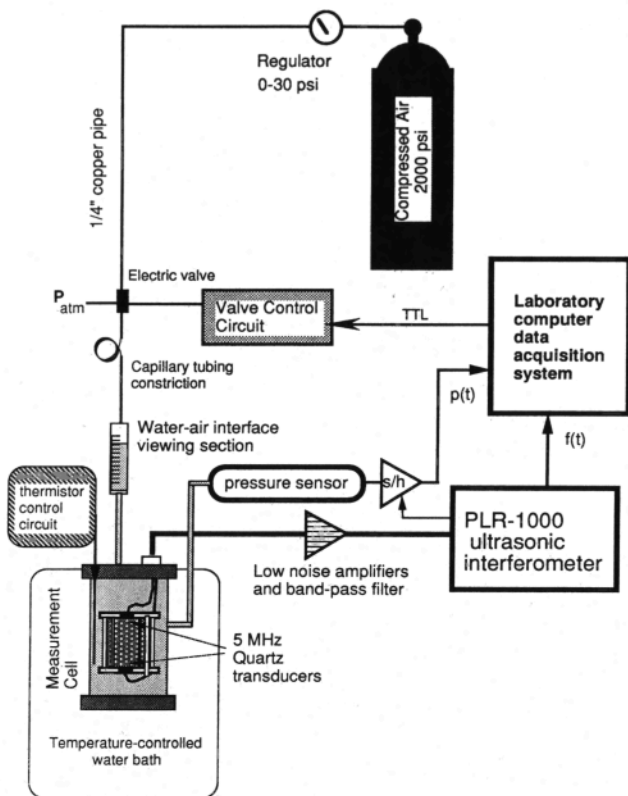 Regulator
0-30 psi
Compressed Air
2000 psi
1/4" copper pipe
Electric valve
P atm
Valve Control
Circuit
TTL
Laboratory
computer
data
acquisition
system
Capillary tubing
constriction
p(t)
f(t)
Water-air interface
viewing section
thermistor
control
circuit
pressure sensor
s/h
PLR-1000
ultrasonic
interferometer
Low noise amplifiers
and band-pass filter
Measurement
Cell
5 MHz
Quartz
transducers
Temperature-controlled
water bath